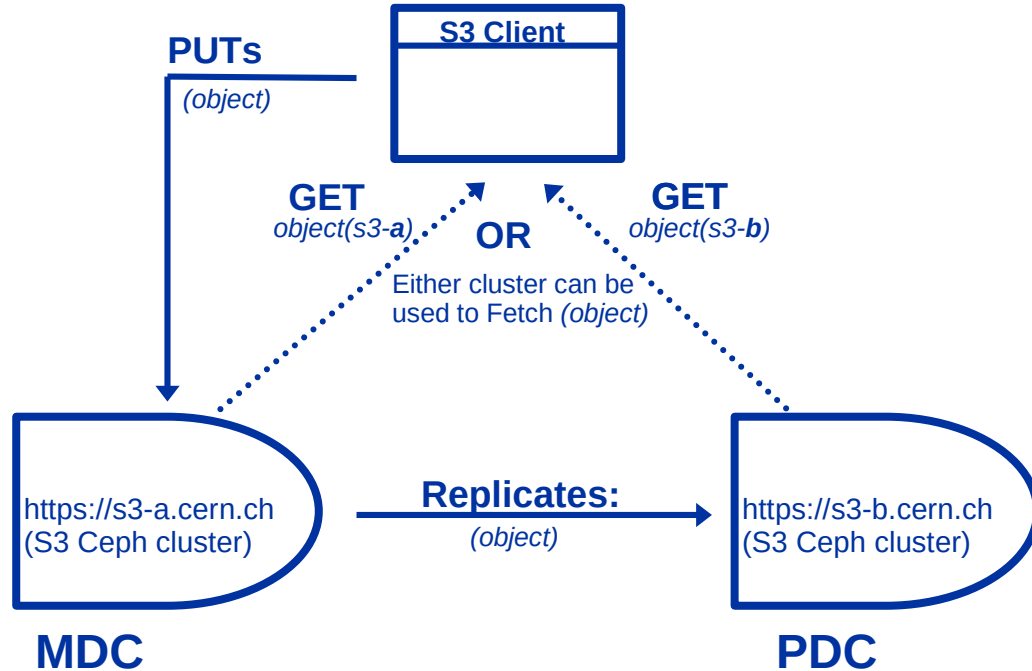 S3 Client
PUTs
(object)
GET
object(s3-a)
OR
GET
object(s3-b)
Either cluster can be
used to Fetch (object)
https://s3-a.cern.ch
(S3 Ceph cluster)
Replicates:
(object)
https://s3-b.cern.ch
(S3 Ceph cluster)
MDC
PDC